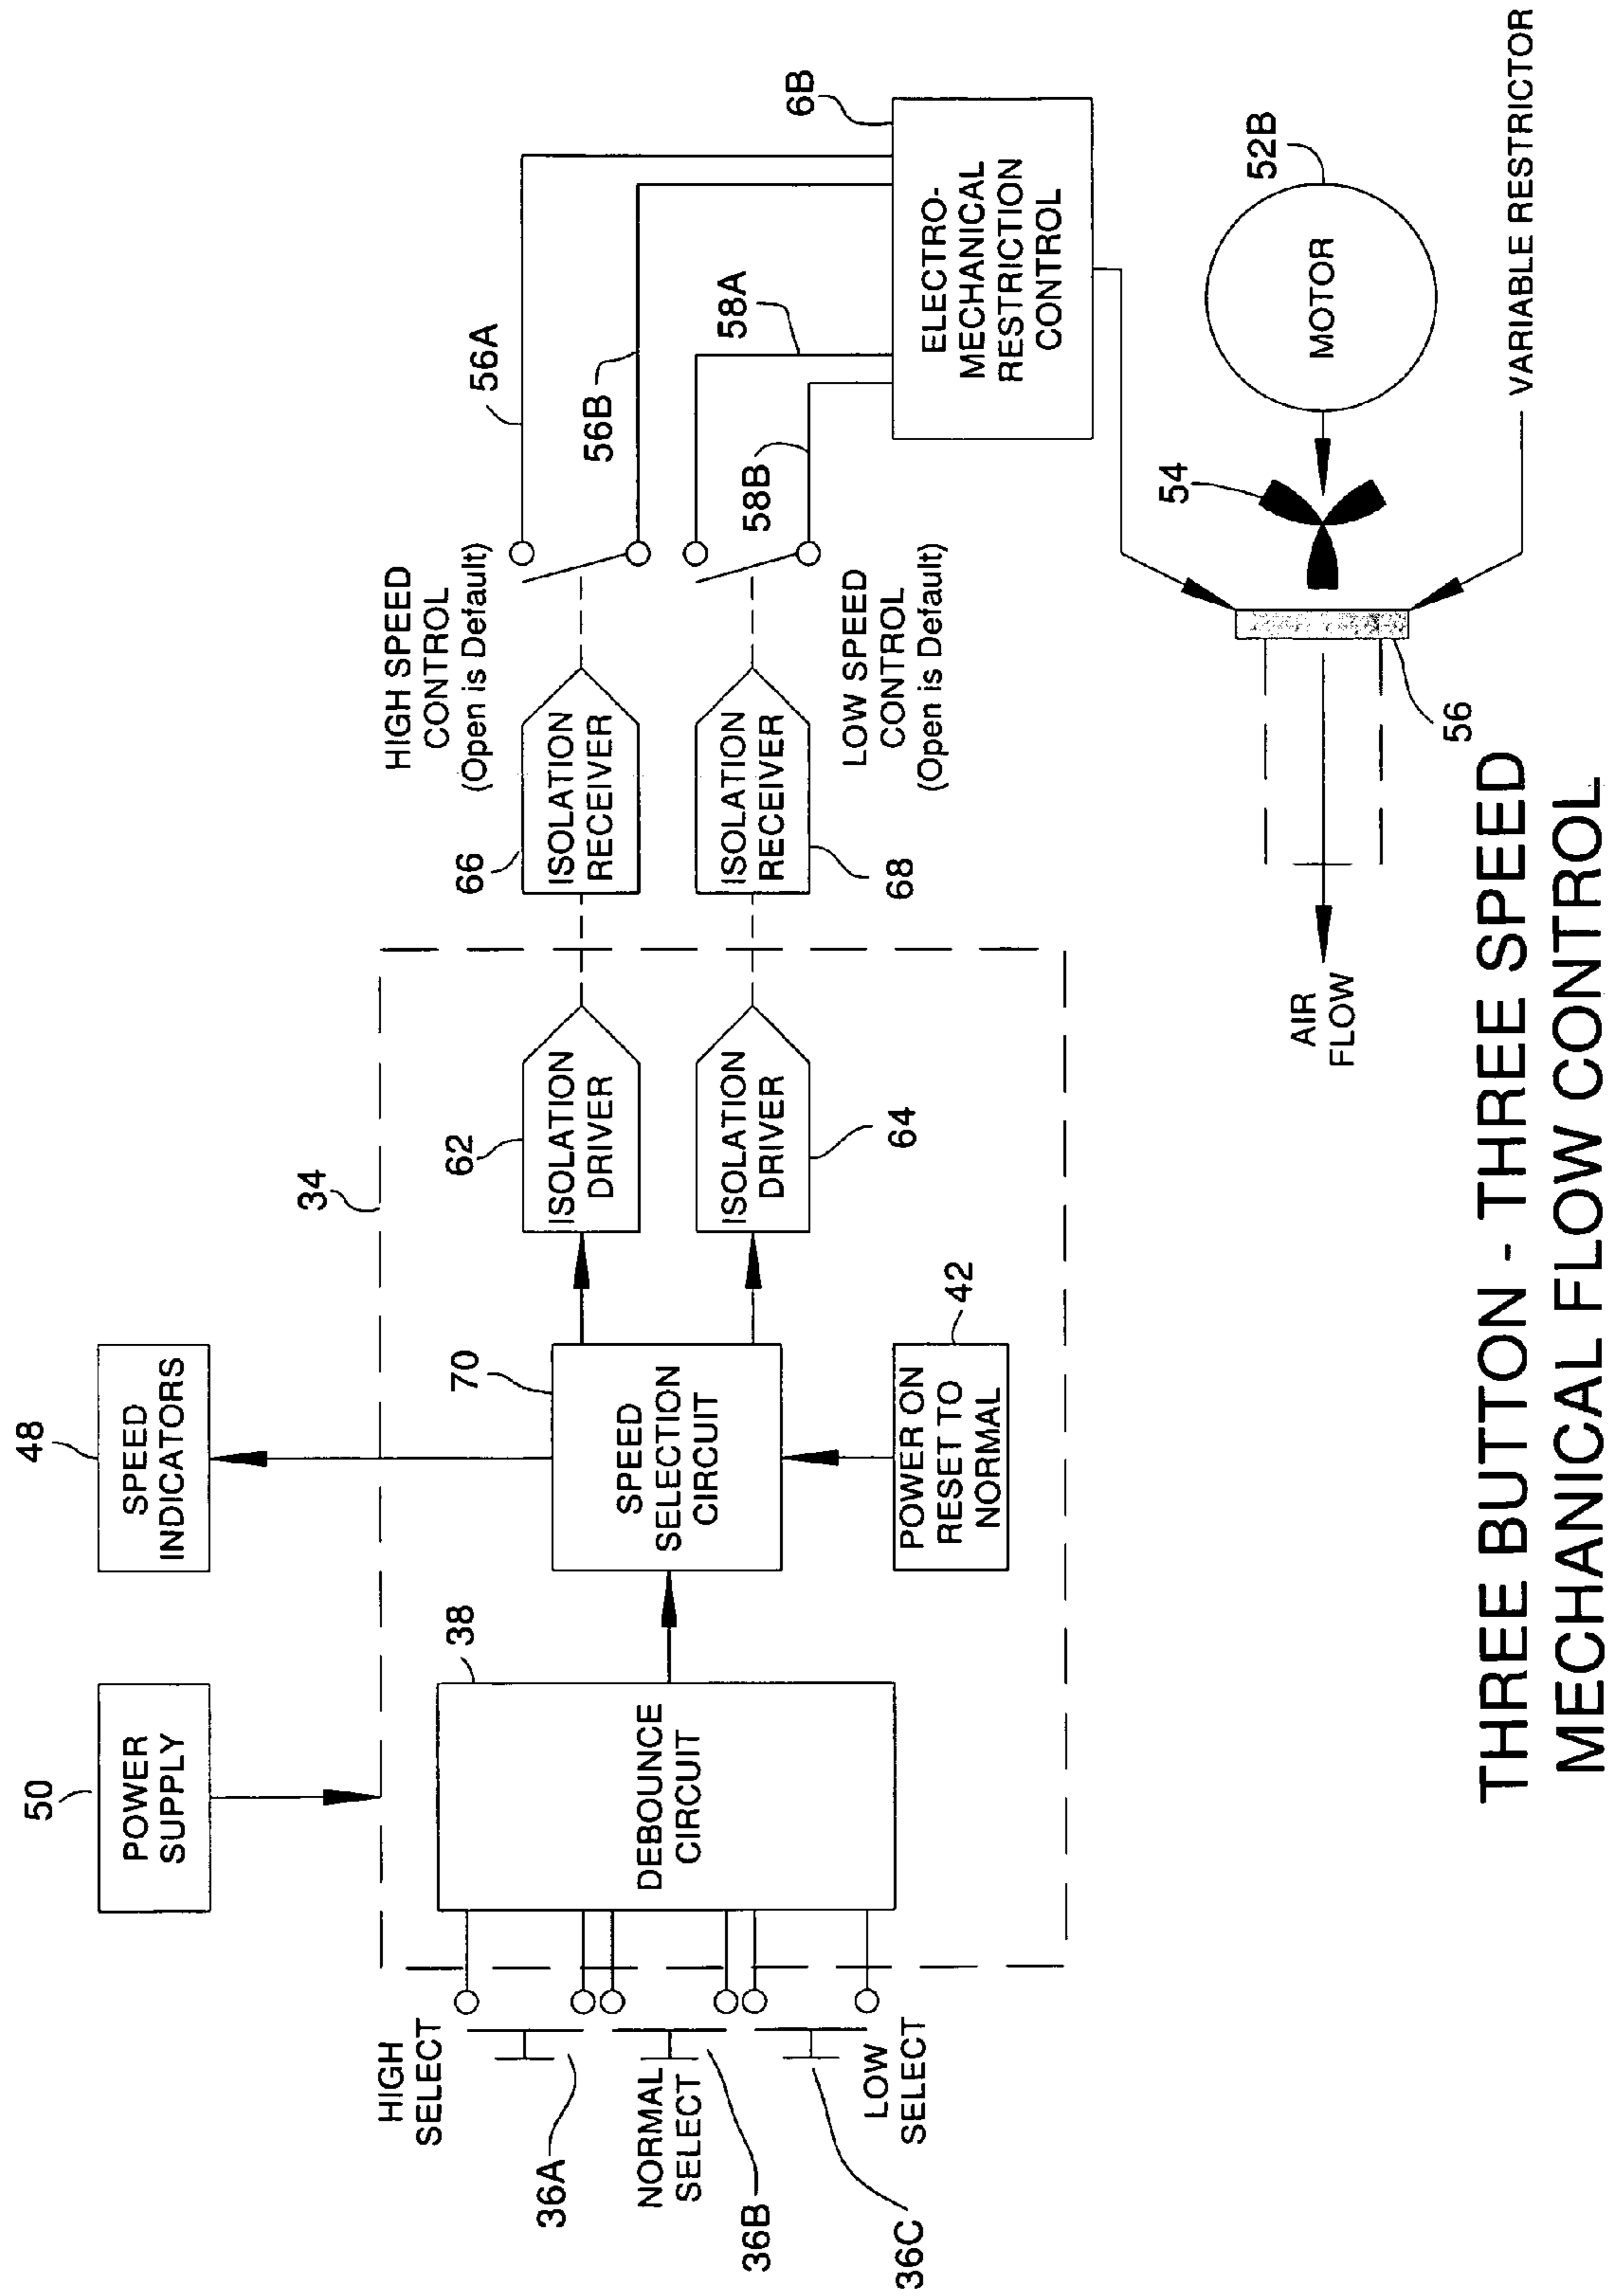 50
POWER
SUPPLY
48
SPEED
INDICATORS
34
HIGH
SELECT
36A
NORMAL
SELECT
36B
LOW
SELECT
36C
38
DEBOUNCE
CIRCUIT
70
SPEED
SELECTION
CIRCUIT
POWER ON
RESET TO
NORMAL
42
62
ISOLATION
DRIVER
ISOLATION
DRIVER
64
66
ISOLATION
RECEIVER
ISOLATION
RECEIVER
68
HIGH SPEED
CONTROL
(Open is Default)
LOW SPEED
CONTROL
(Open is Default)
56A
56B
58A
58B
6B
ELECTRO-
MECHANICAL
RESTRICTION
CONTROL
52B
MOTOR
54
56
AIR
FLOW
VARIABLE RESTRICTOR
THREE BUTTON - THREE SPEED
MECHANICAL FLOW CONTROL